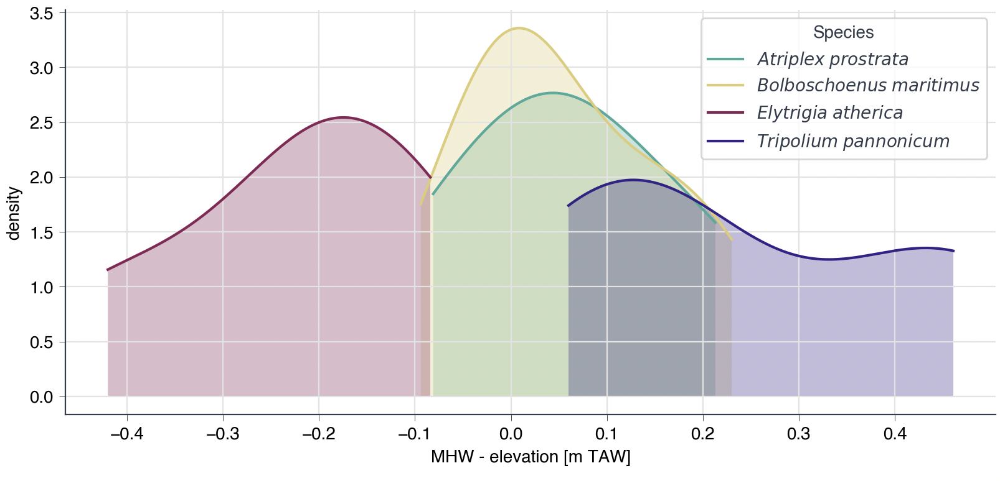 3.5
3.0
2.5
2.0
1.5
1.0
0.5
0.0
density
−0.4 −0.3 −0.2 −0.1 0.0 0.1 0.2 0.3 0.4
MHW - elevation [m TAW]
Species
Atriplex prostrata
Bolboschoenus maritimus
Elytrigia atherica
Tripolium pannonicum